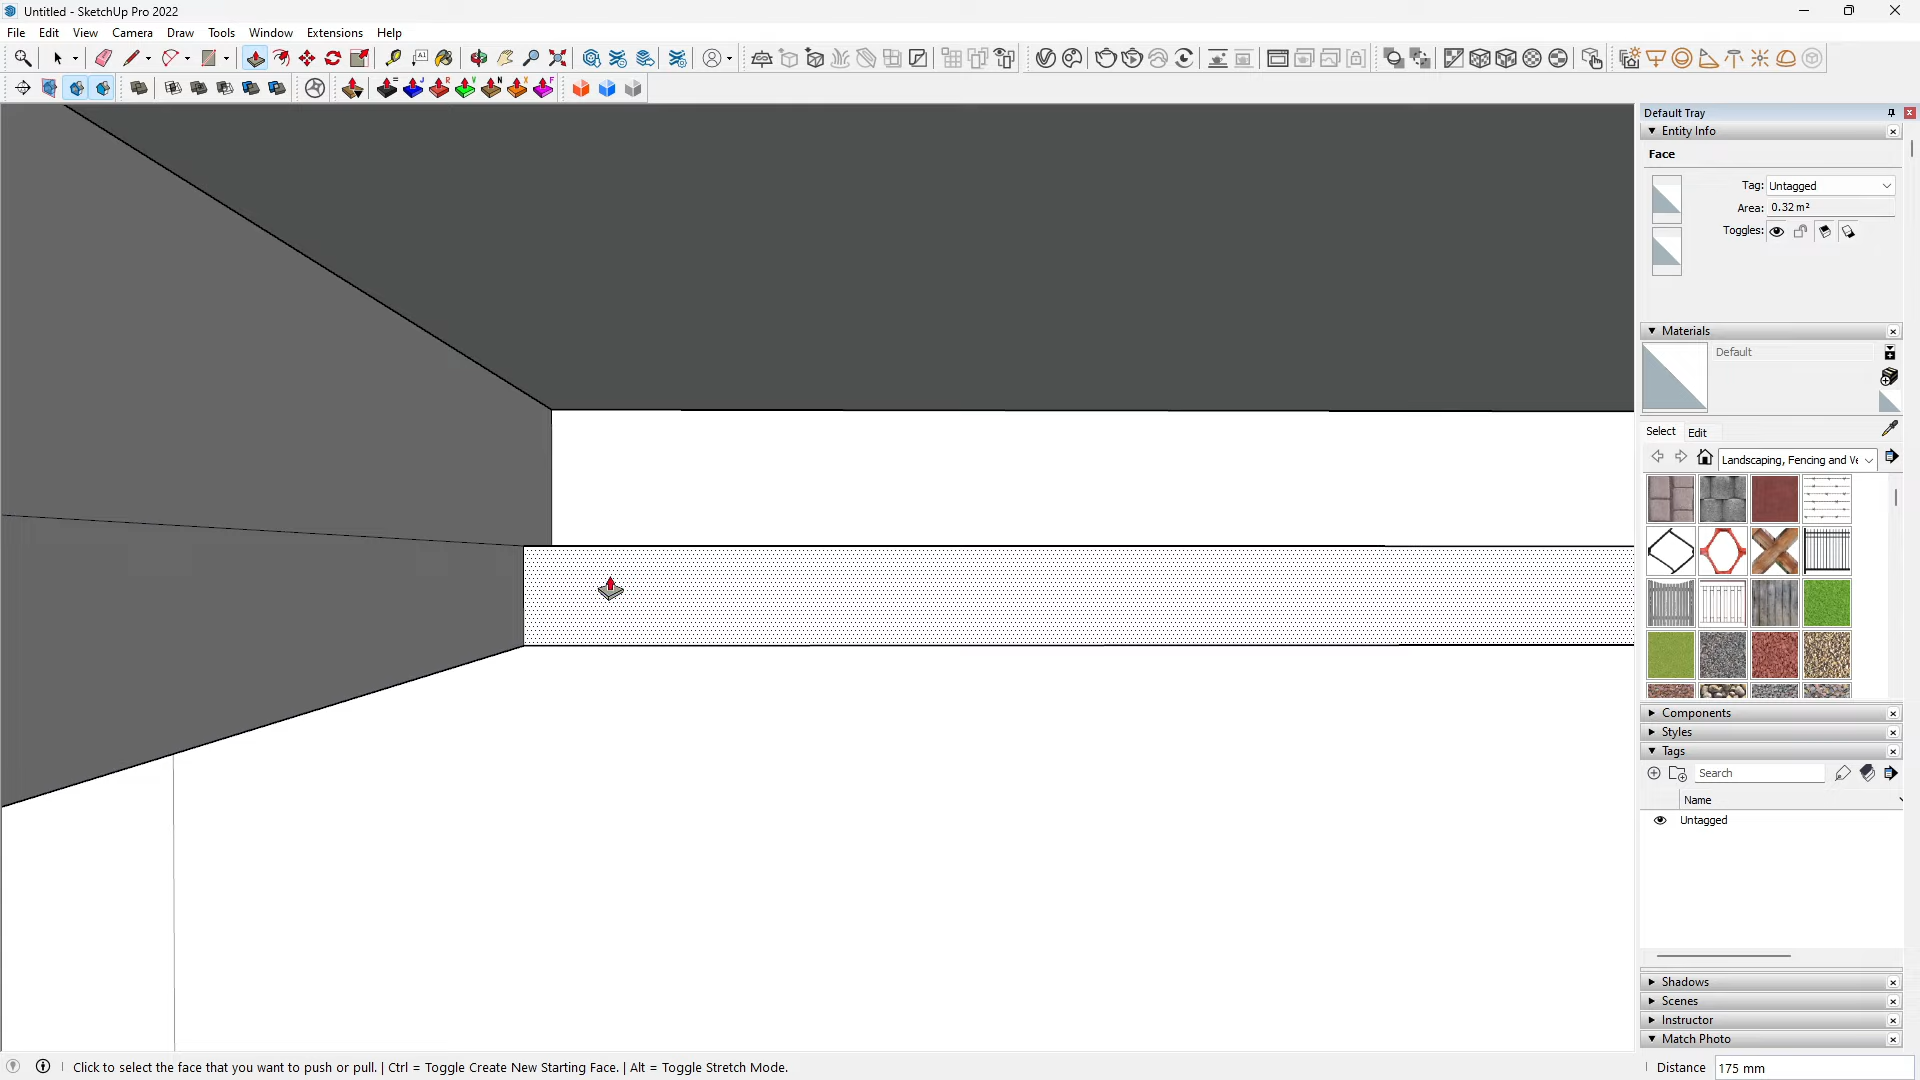 Untitled - SketchUp Pro 2022
File Edit View Camera Draw Tools Window Extensions Help
Default Tray
Entity Info
Face
Tag: Untagged
Area: 0.32 m²
Toggles:
Materials
Default
Select Edit
Landscaping, Fencing and Ve
Components
Styles
Tags
Search
Name
Untagged
Shadows
Scenes
Instructor
Match Photo
Click to select the face that you want to push or pull. | Ctrl = Toggle Create New Starting Face. | Alt = Toggle Stretch Mode.
Distance 175 mm